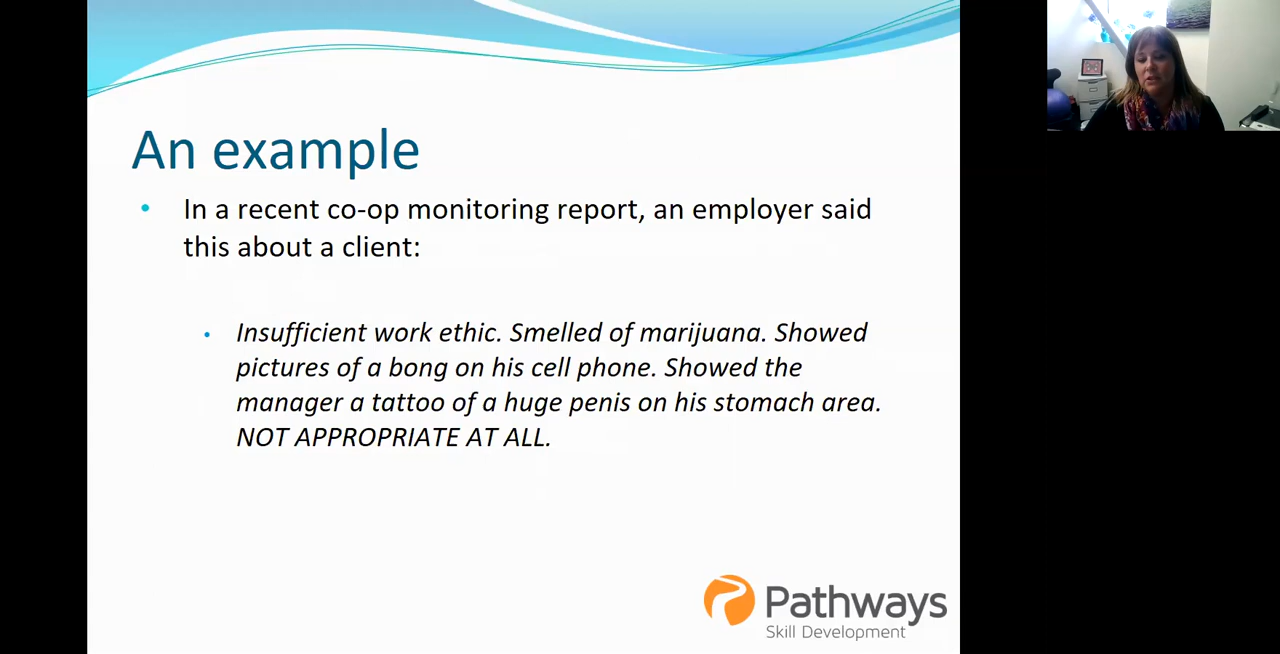 An example
• In a recent co-op monitoring report, an employer said
this about a client:
• Insufficient work ethic. Smelled of marijuana. Showed
pictures of a bong on his cell phone. Showed the
manager a tattoo of a huge penis on his stomach area.
NOT APPROPRIATE AT ALL.
Pathways
Skill Development